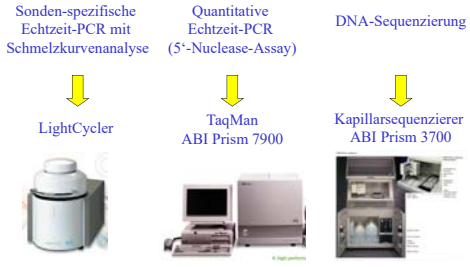 Sonden-spezifische
Echtzeit-PCR mit
Schmelzkurvenanalyse
LightCycler
Quantitative
Echtzeit-PCR
(5‘-Nuclease-Assay)
TaqMan
ABI Prism 7900
DNA-Sequenzierung
Kapillarsequenzierer
ABI Prism 3700